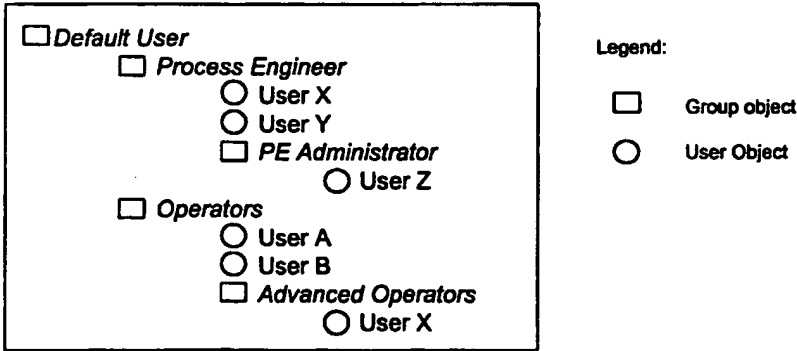 Default User
Process Engineer
User X
User Y
PE Administrator
User Z
Operators
User A
User B
Advanced Operators
User X
Legend:
Group object
User Object